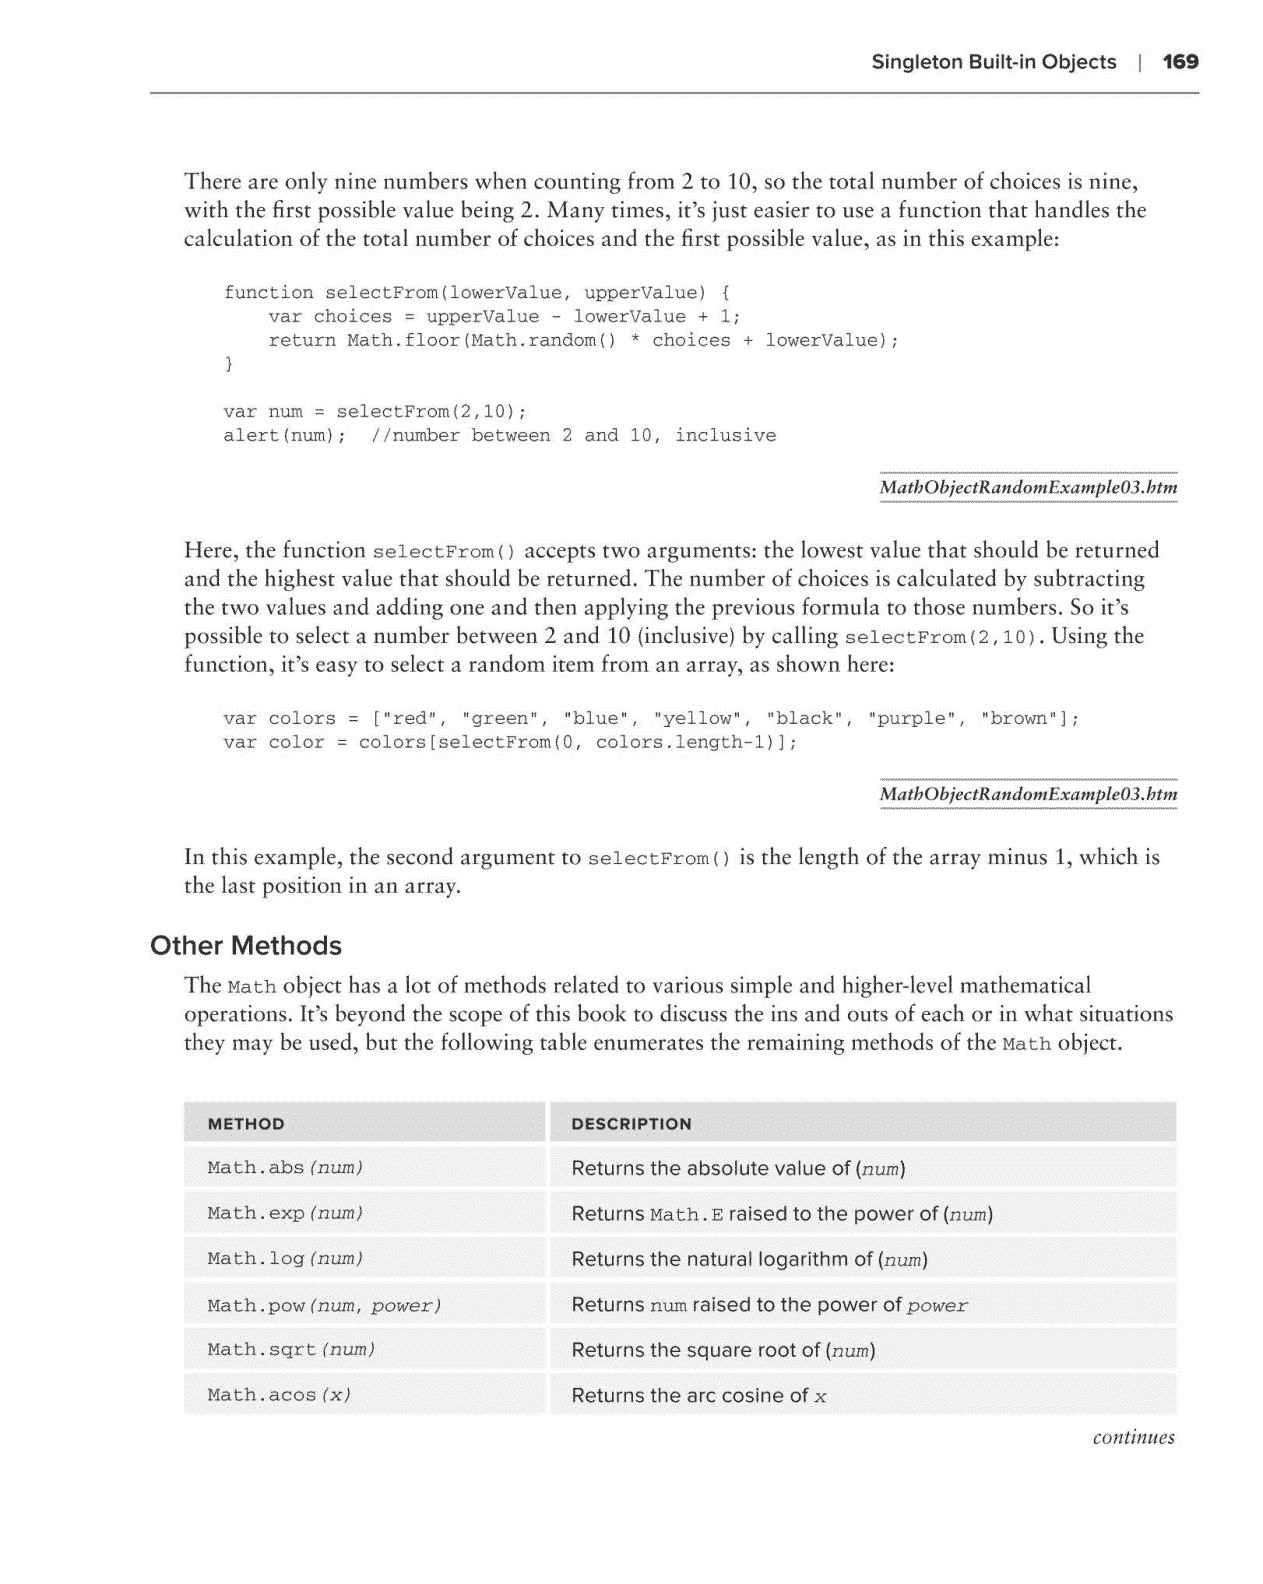 Singleton Built-in Objects | 169
There are only nine numbers when counting from 2 to 10, so the total number of choices is nine,
with the first possible value being 2. Many times, it's just easier to use a function that handles the
calculation of the total number of choices and the first possible value, as in this example:
function selectFrom(lowerValue, upperValue) {
    var choices = upperValue - lowerValue + 1;
    return Math.floor(Math.random() * choices + lowerValue);
}
var num = selectFrom(2,10);
alert(num);  //number between 2 and 10, inclusive
MathObjectRandomExample03.htm
Here, the function selectFrom() accepts two arguments: the lowest value that should be returned
and the highest value that should be returned. The number of choices is calculated by subtracting
the two values and adding one and then applying the previous formula to those numbers. So it's
possible to select a number between 2 and 10 (inclusive) by calling selectFrom(2,10). Using the
function, it's easy to select a random item from an array, as shown here:
var colors = ["red", "green", "blue", "yellow", "black", "purple", "brown"];
var color = colors[selectFrom(0, colors.length-1)];
MathObjectRandomExample03.htm
In this example, the second argument to selectFrom() is the length of the array minus 1, which is
the last position in an array.
Other Methods
The Math object has a lot of methods related to various simple and higher-level mathematical
operations. It's beyond the scope of this book to discuss the ins and outs of each or in what situations
they may be used, but the following table enumerates the remaining methods of the Math object.
METHOD DESCRIPTION
Math.abs(num) Returns the absolute value of (num)
Math.exp(num) Returns Math.E raised to the power of (num)
Math.log(num) Returns the natural logarithm of (num)
Math.pow(num, power) Returns num raised to the power of power
Math.sqrt(num) Returns the square root of (num)
Math.acos(x) Returns the arc cosine of x
continues